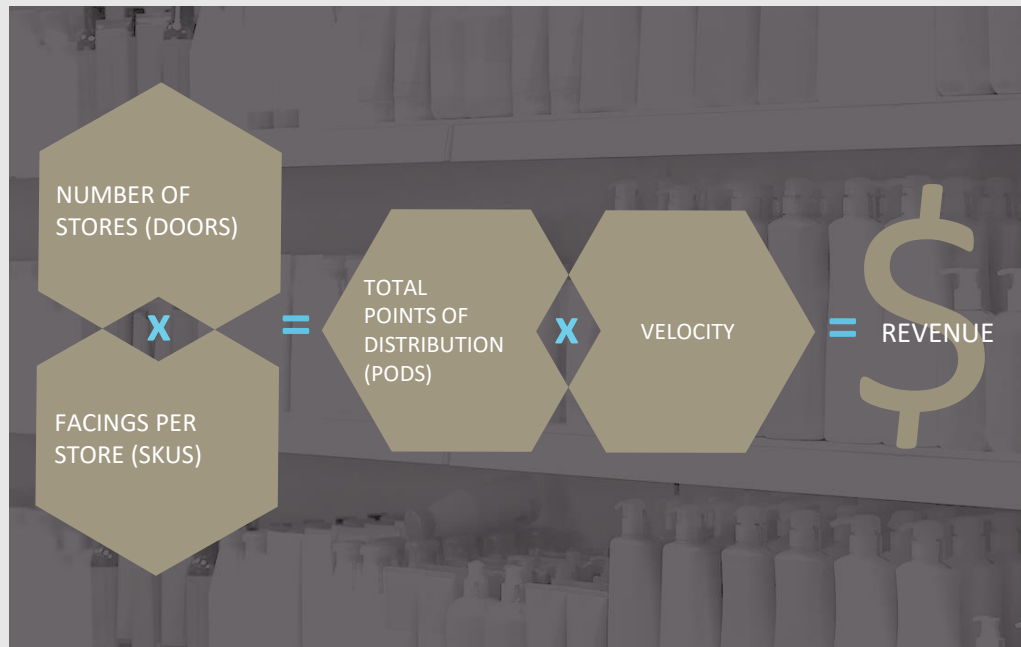 NUMBER OF
STORES (DOORS)
x
FACINGS PER
STORE (SKUS)
=
TOTAL
POINTS OF
DISTRIBUTION
(PODS)
x
VELOCITY
=
$
REVENUE